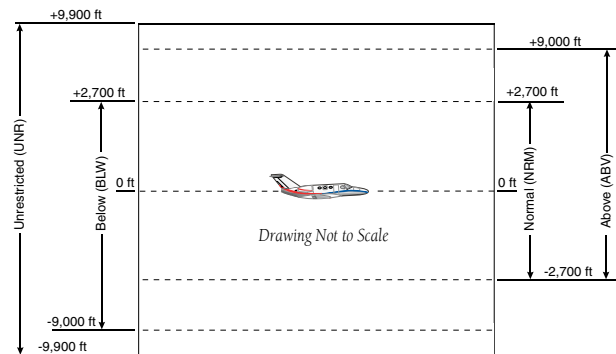 +9,900 ft
+9,000 ft
+2,700 ft
+2,700 ft
Unrestricted (UNR)
Below (BLW)
0 ft
0 ft
Normal (NRM)
Above (ABV)
Drawing Not to Scale
-2,700 ft
-9,000 ft
-9,900 ft